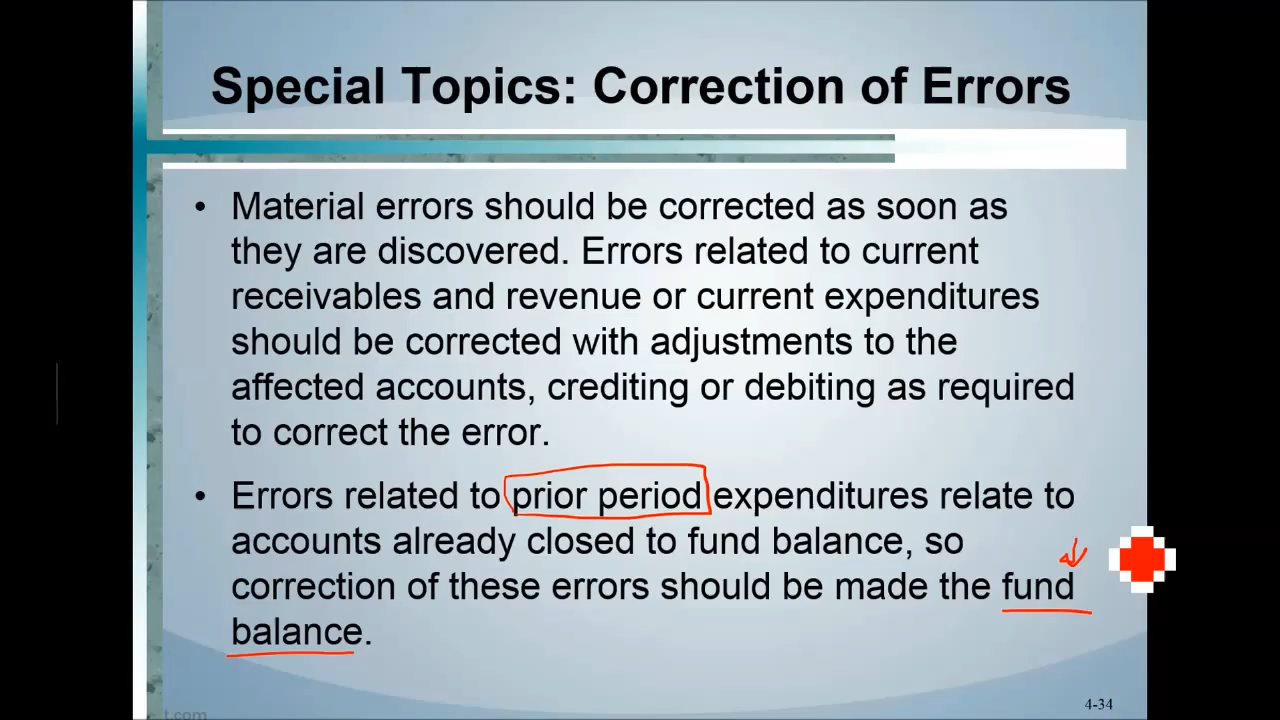 Special Topics: Correction of Errors
• Material errors should be corrected as soon as
they are discovered. Errors related to current
receivables and revenue or current expenditures
should be corrected with adjustments to the
affected accounts, crediting or debiting as required
to correct the error.
• Errors related to prior period expenditures relate to
accounts already closed to fund balance, so
correction of these errors should be made the fund
balance.
4-34
t.com